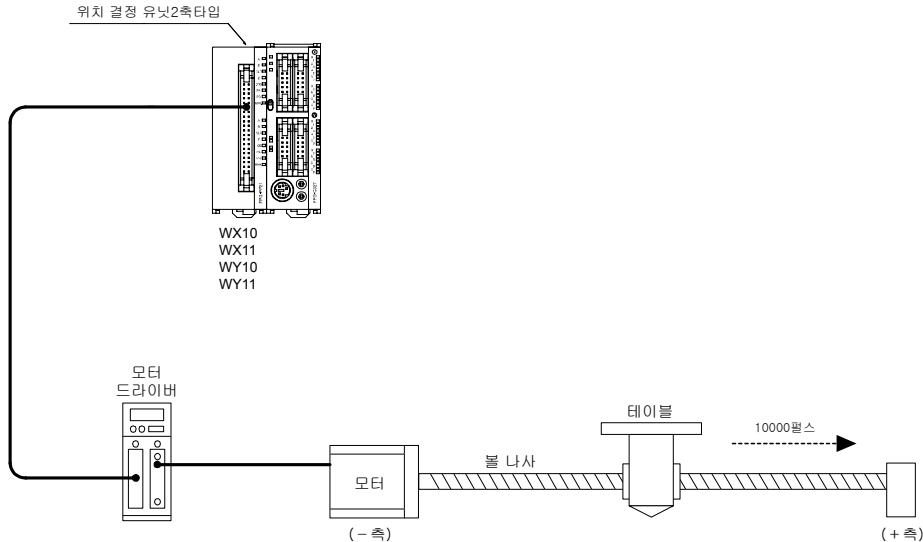 위치 결정 유닛2축타입
WX10
WX11
WY10
WY11
모터
드라이버
테이블
10000펄스
볼 나사
모터
(－측)
(+측)